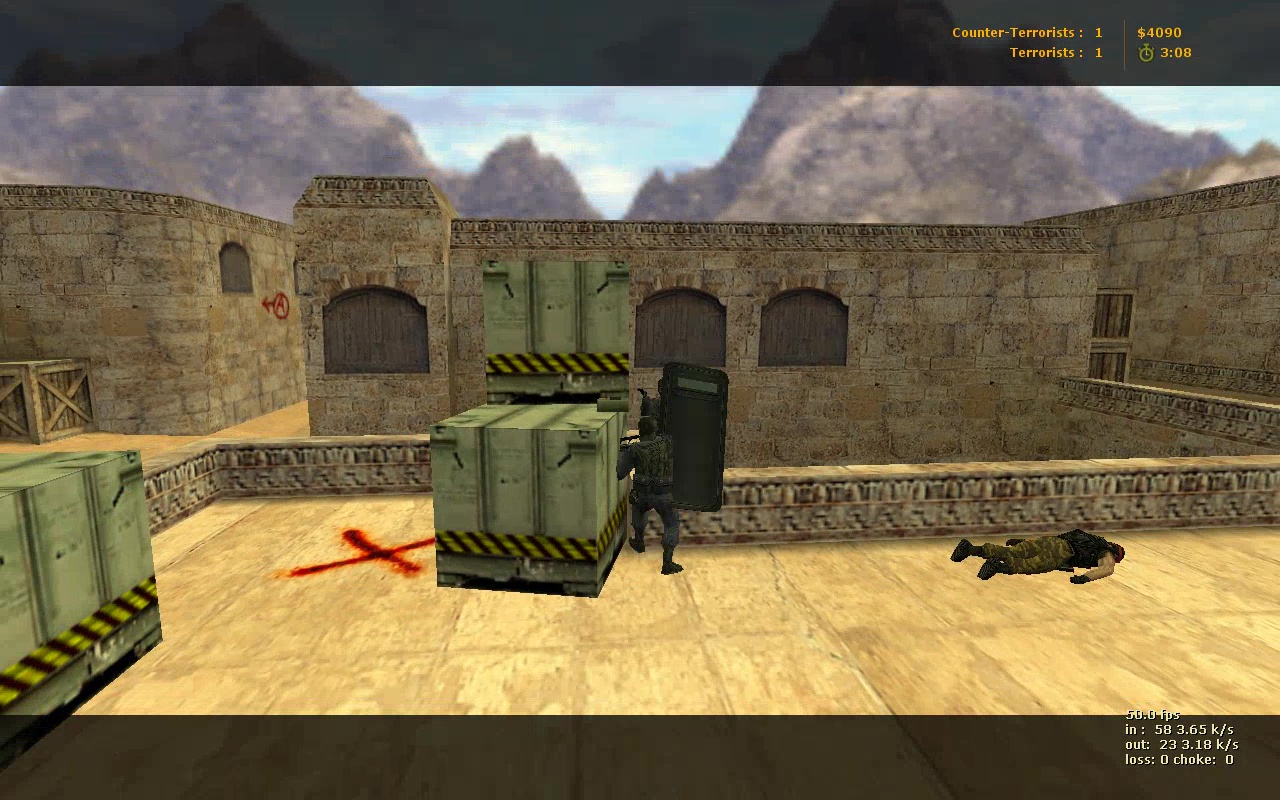 Counter-Terrorists : 1 $4090
Terrorists : 1 3:08
A
50.0 fps
in : 58 3.65 k/s
out: 23 3.18 k/s
loss: 0 choke: 0